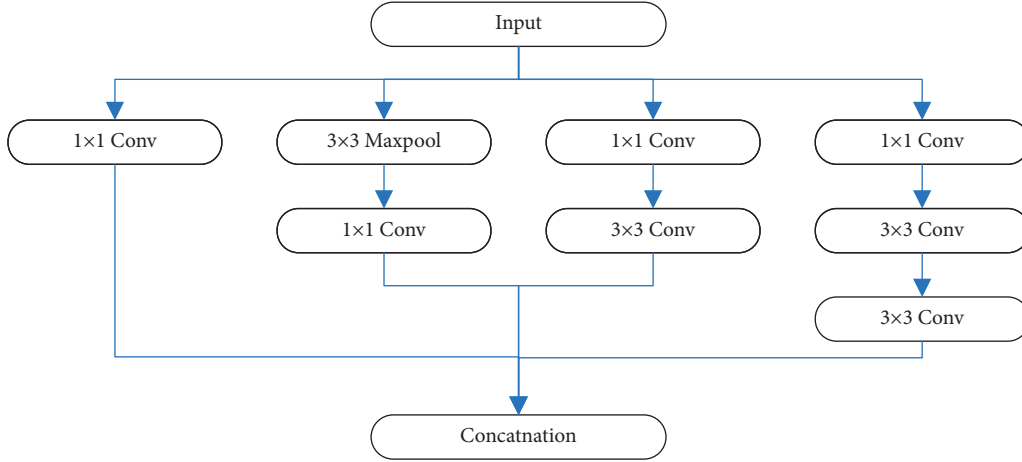 Input
1×1 Conv
3×3 Maxpool
1×1 Conv
1×1 Conv
1×1 Conv
3×3 Conv
3×3 Conv
3×3 Conv
Concatnation